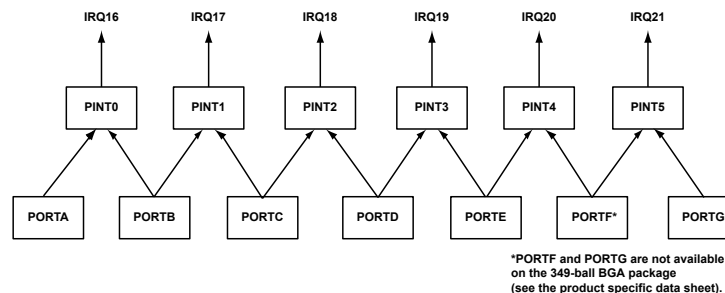 IRQ16 IRQ17 IRQ18 IRQ19 IRQ20 IRQ21
PINT0 PINT1 PINT2 PINT3 PINT4 PINT5
PORTA PORTB PORTC PORTD PORTE PORTF* PORTG
*PORTF and PORTG are not available
on the 349-ball BGA package
(see the product specific data sheet).